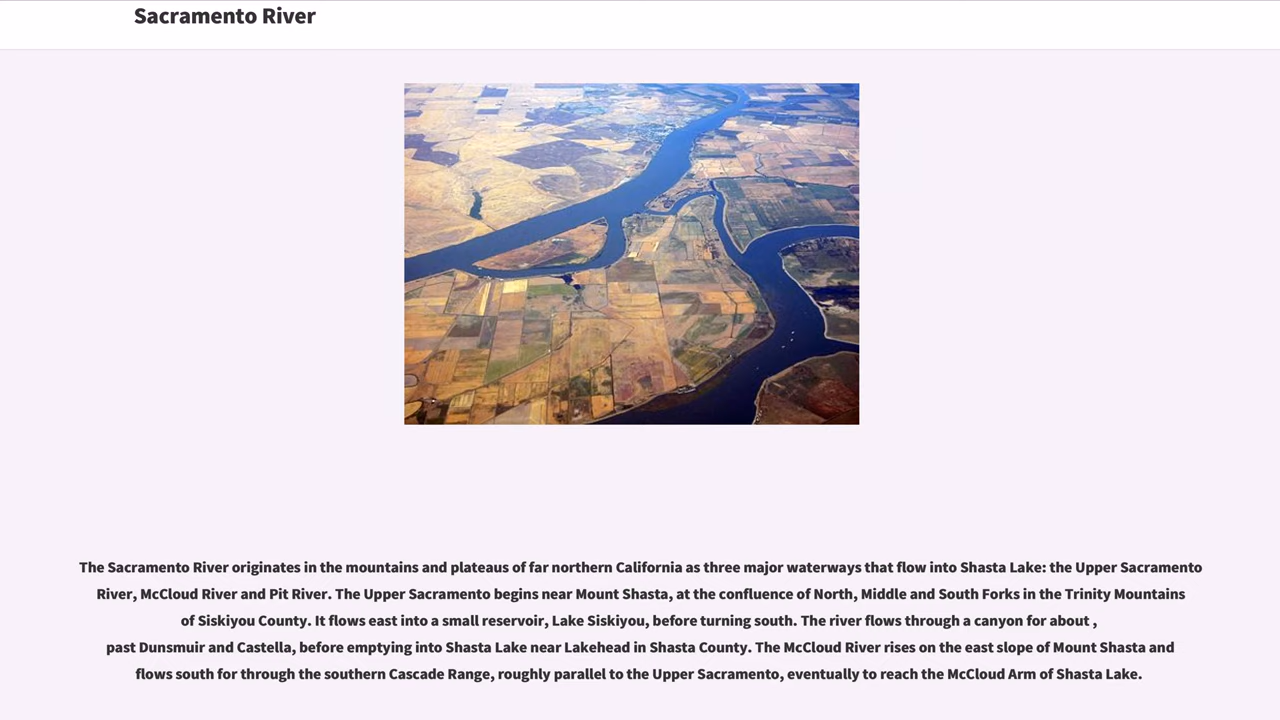 Sacramento River
The Sacramento River originates in the mountains and plateaus of far northern California as three major waterways that flow into Shasta Lake: the Upper Sacramento
River, McCloud River and Pit River. The Upper Sacramento begins near Mount Shasta, at the confluence of North, Middle and South Forks in the Trinity Mountains
of Siskiyou County. It flows east into a small reservoir, Lake Siskiyou, before turning south. The river flows through a canyon for about ,
past Dunsmuir and Castella, before emptying into Shasta Lake near Lakehead in Shasta County. The McCloud River rises on the east slope of Mount Shasta and
flows south for through the southern Cascade Range, roughly parallel to the Upper Sacramento, eventually to reach the McCloud Arm of Shasta Lake.